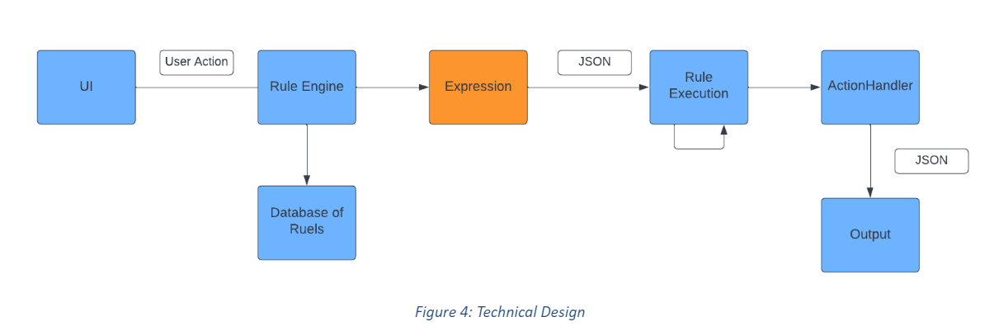 UI
User Action
Rule Engine
Expression
JSON
Rule
Execution
ActionHandler
JSON
Database of
Ruels
Output
Figure 4: Technical Design